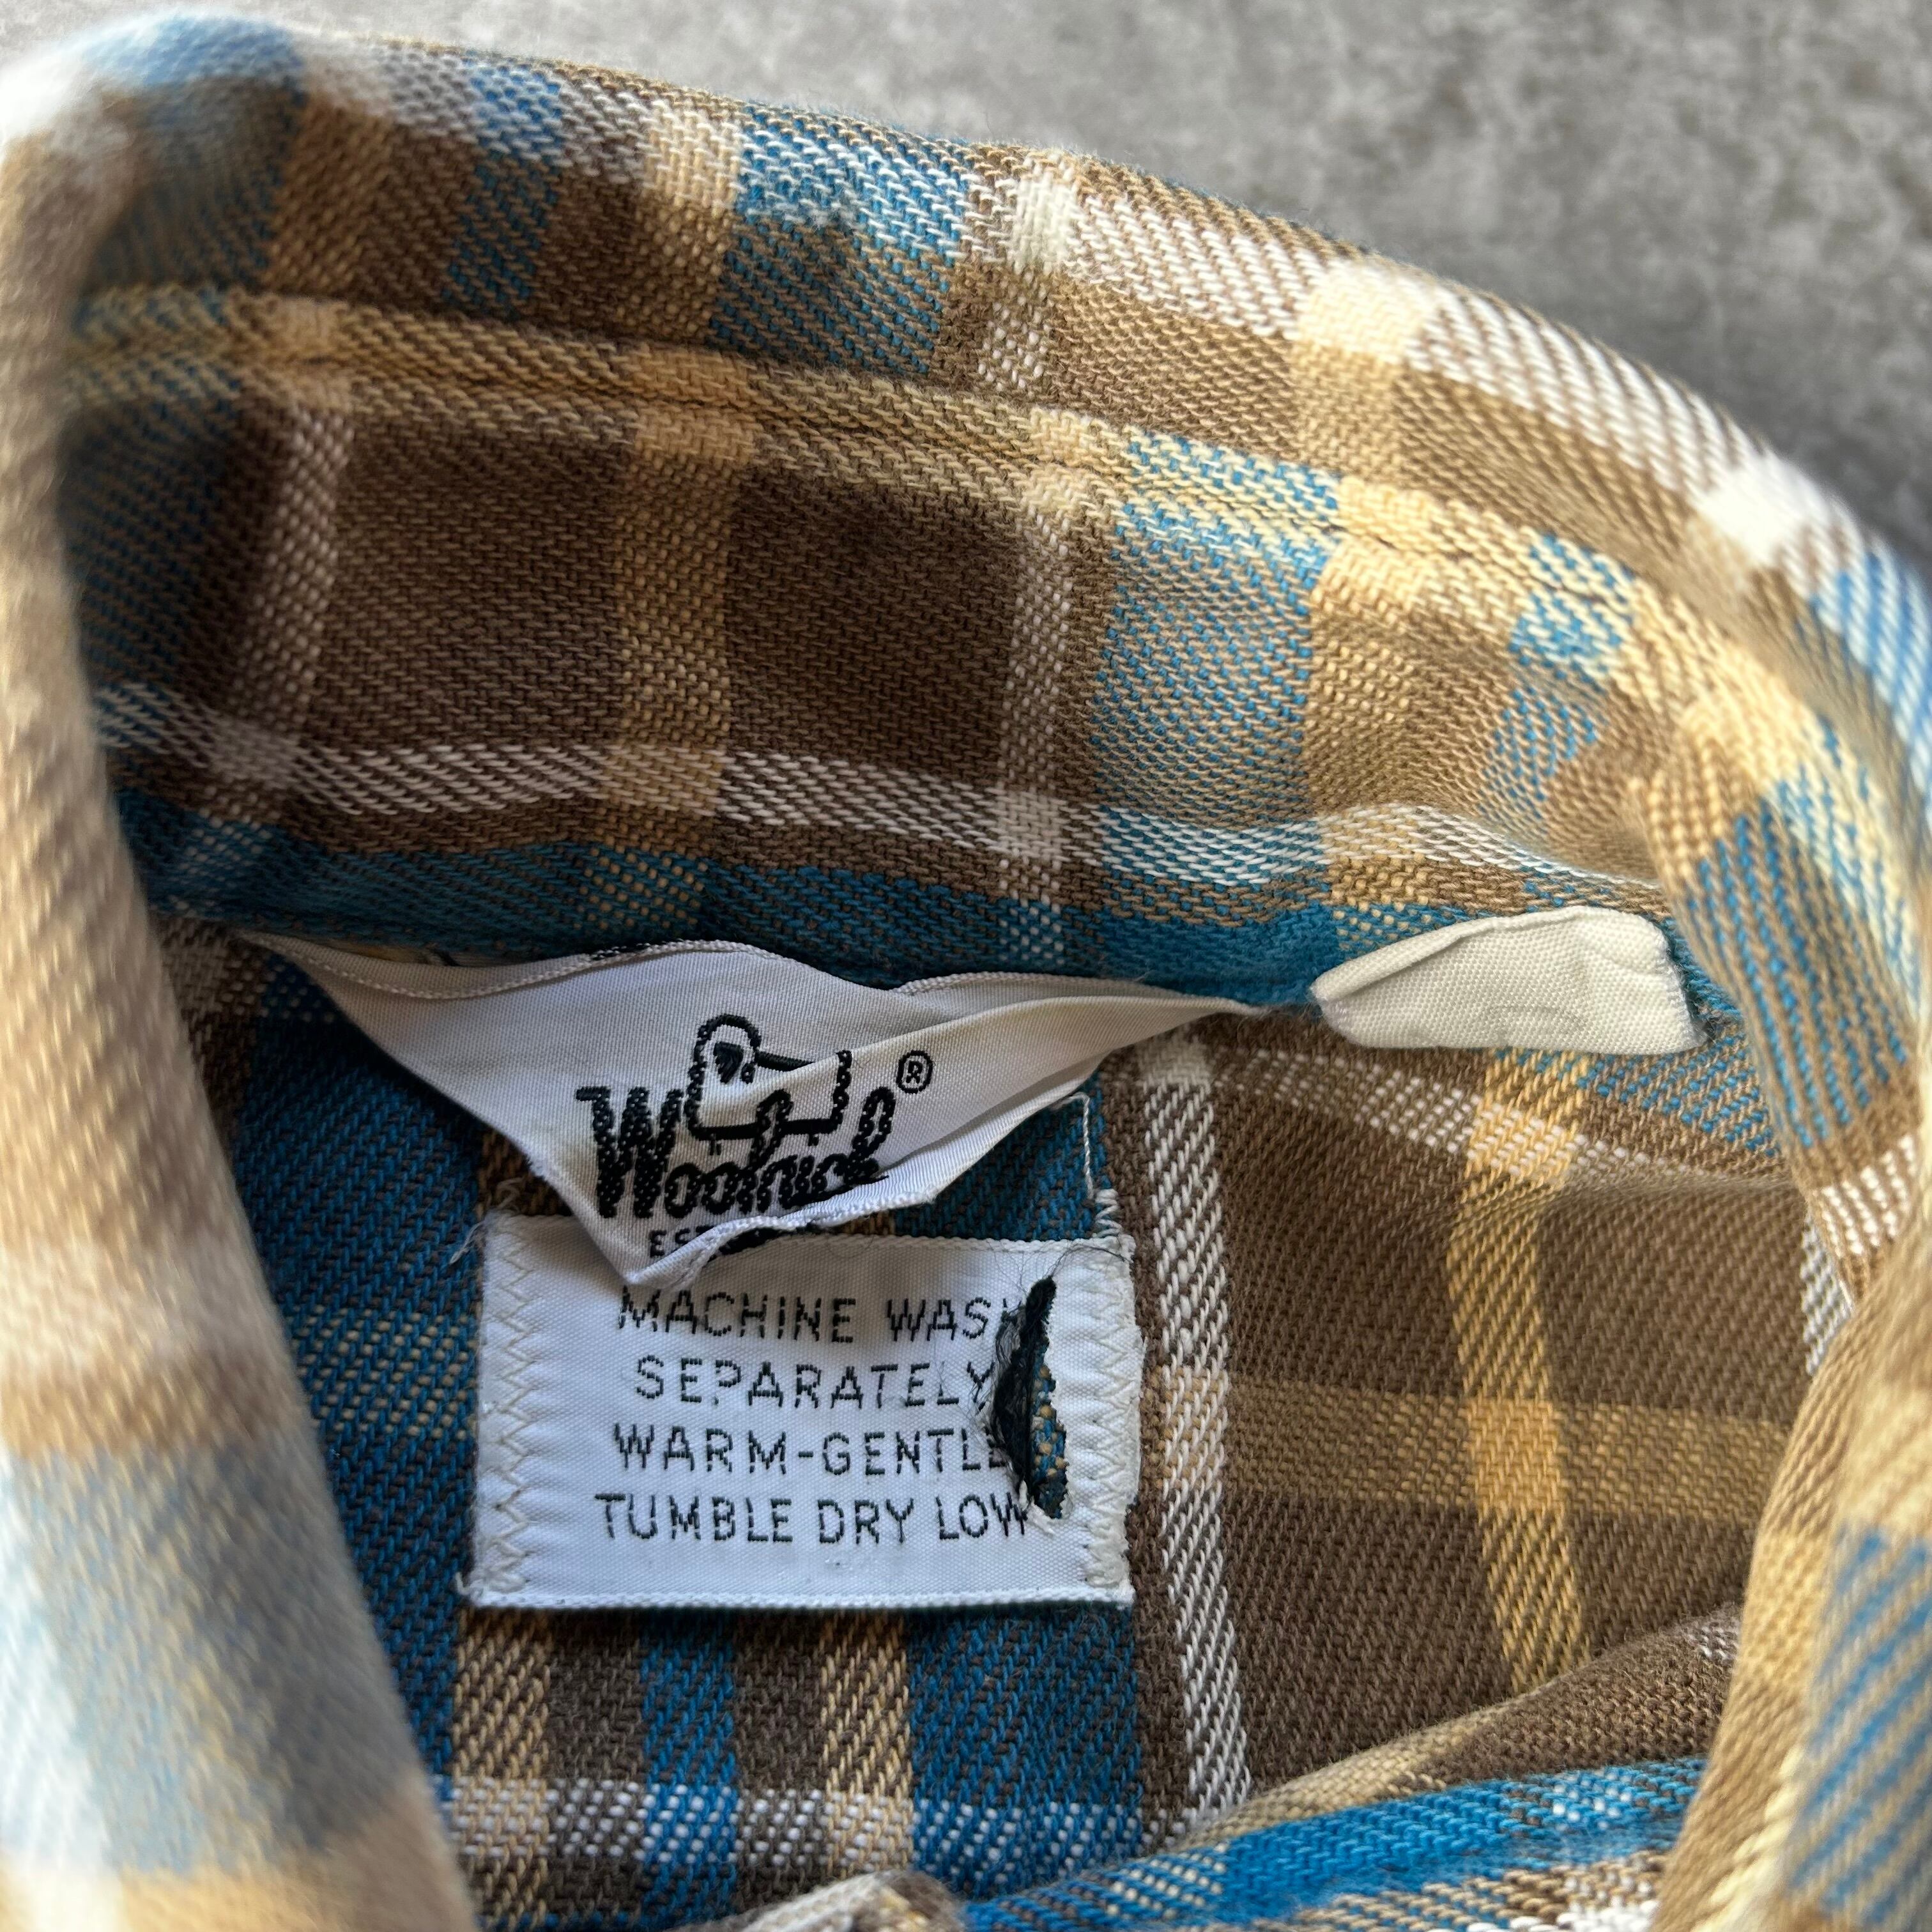 Woolrich®
MACHINE WASH
SEPARATELY
WARM-GENTLE
TUMBLE DRY LOW